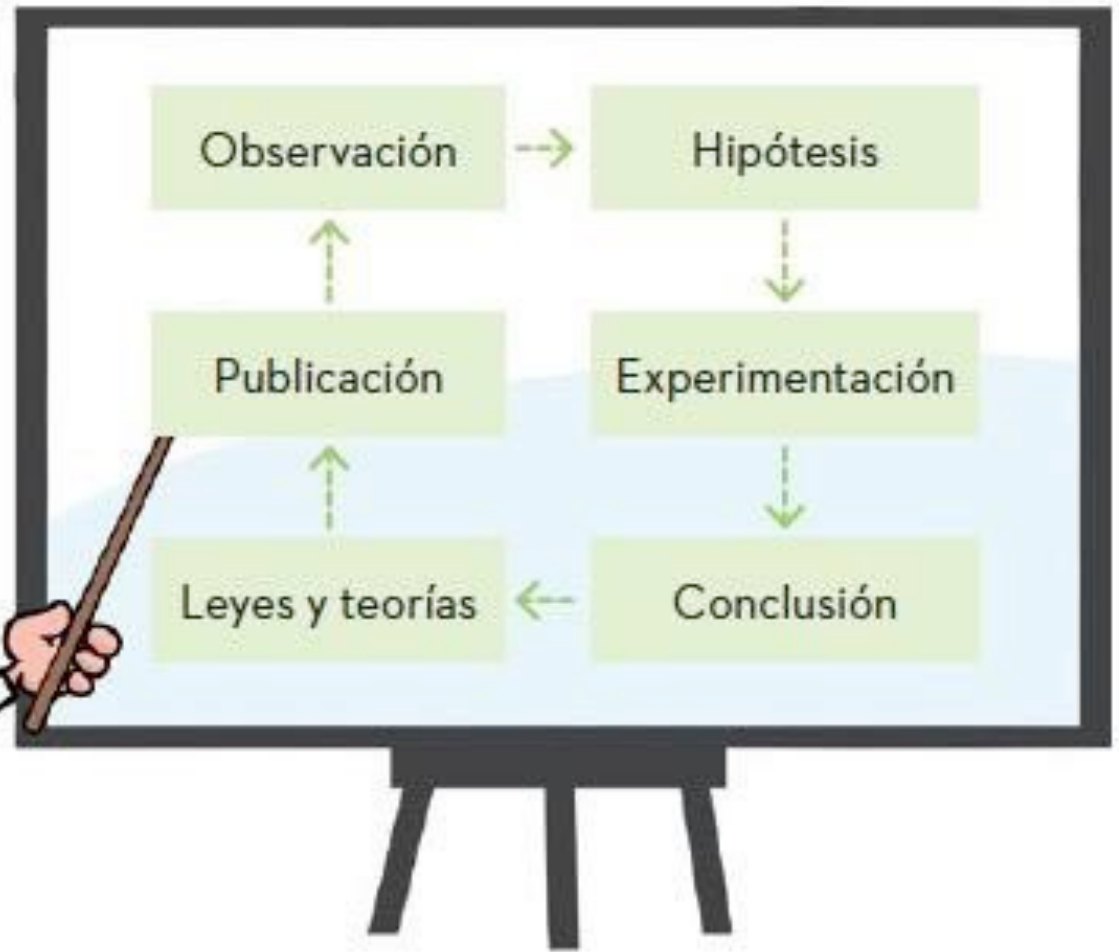 Observación
Hipótesis
Publicación
Experimentación
Leyes y teorías
Conclusión